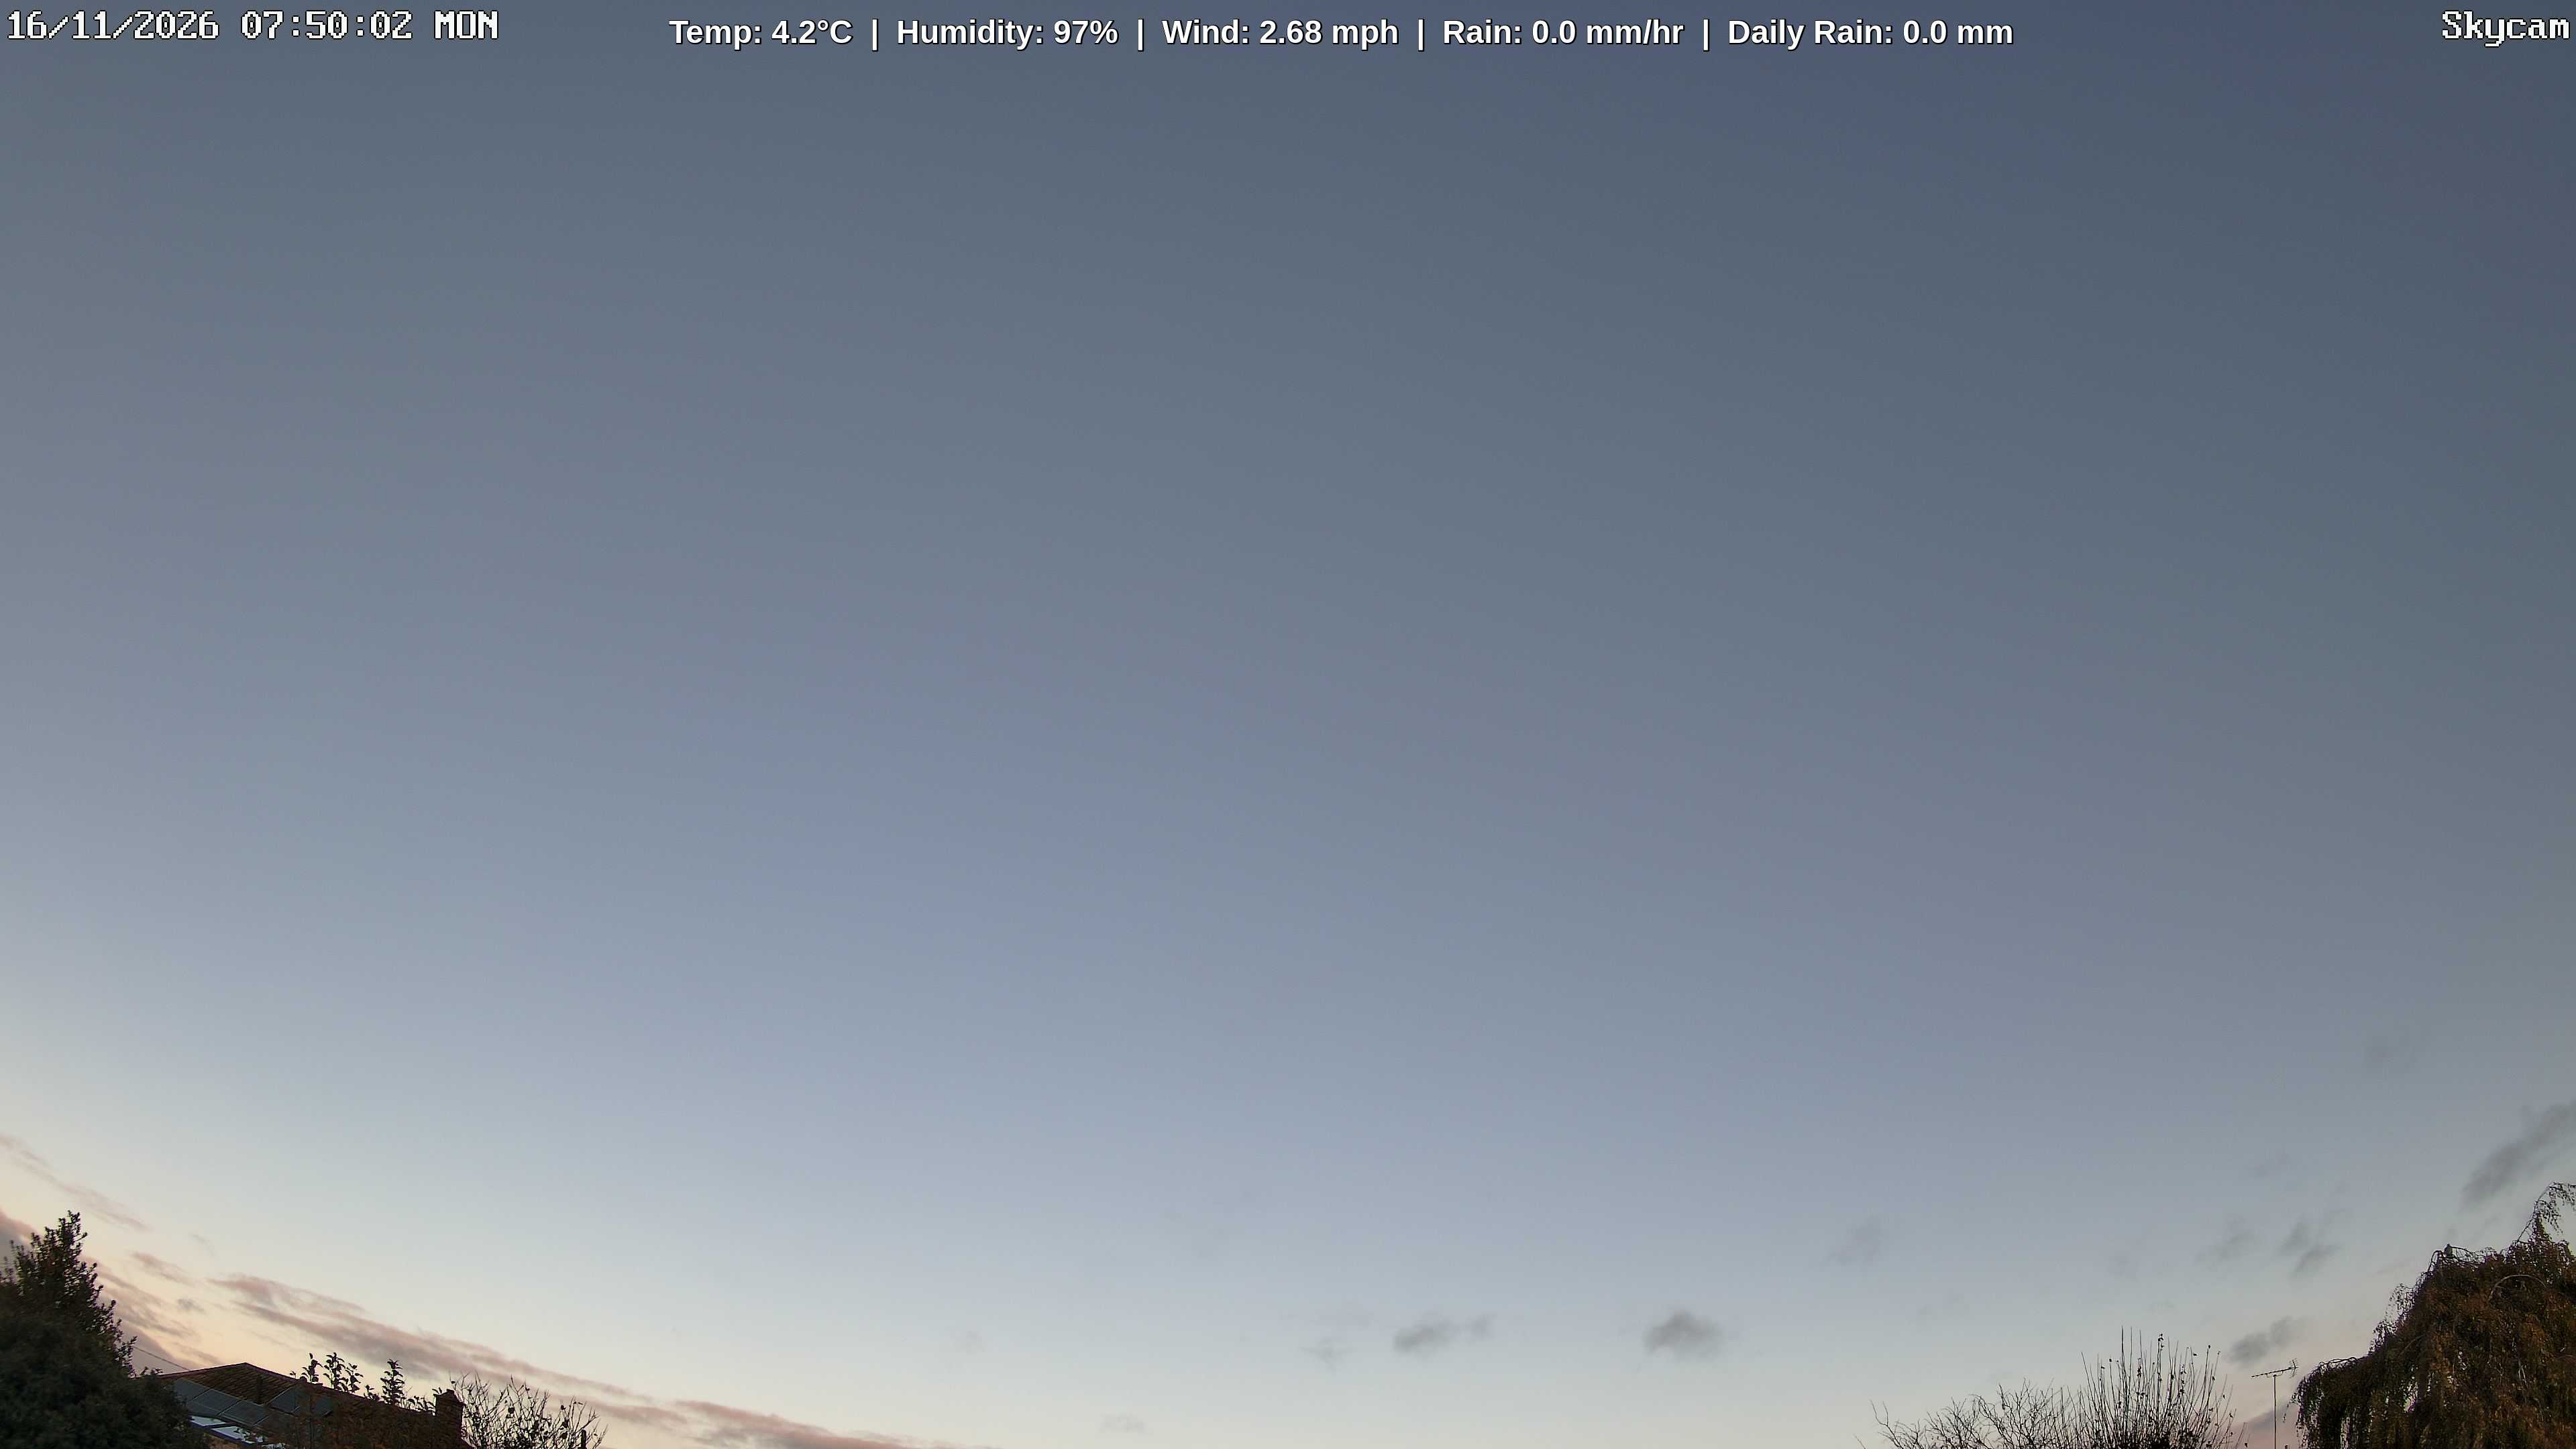 16/11/2026 07:50:02 MON
Temp: 4.2°C | Humidity: 97% | Wind: 2.68 mph | Rain: 0.0 mm/hr | Daily Rain: 0.0 mm
Skycam